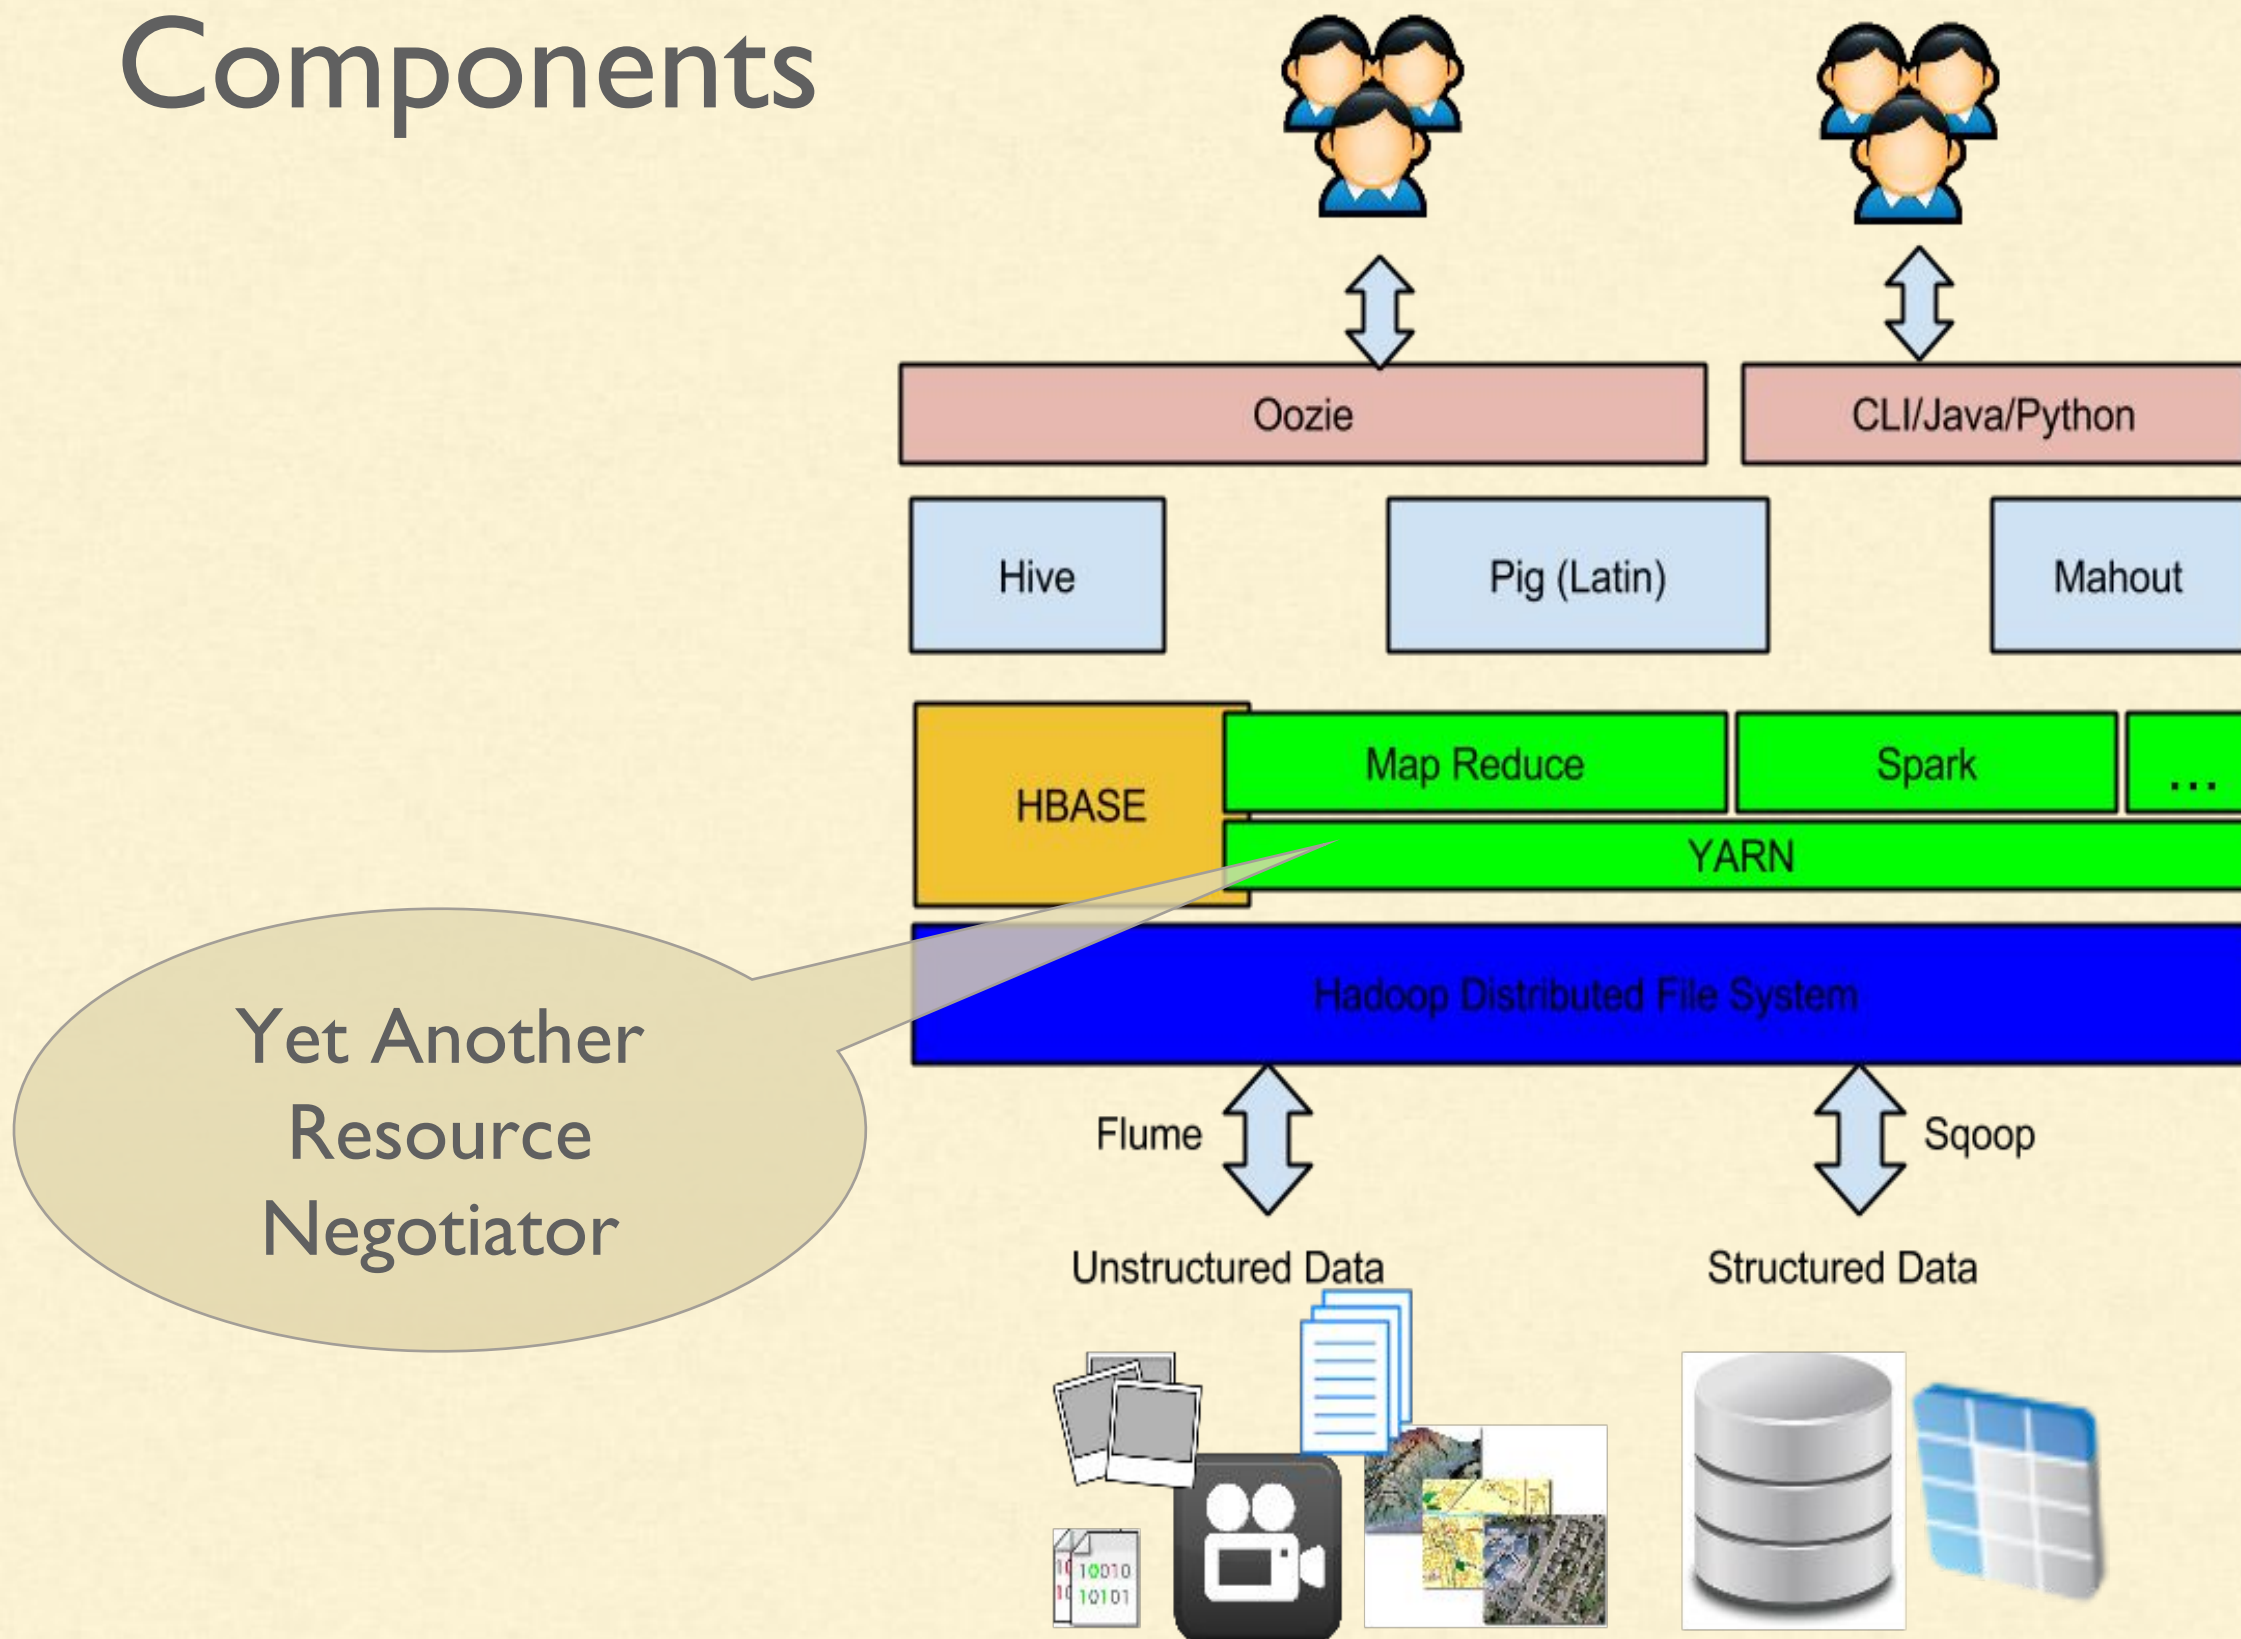 Components
Oozie
CLI/Java/Python
Hive
Pig (Latin)
Mahout
HBASE
Map Reduce
Spark
...
YARN
Hadoop Distributed File System
Yet Another
Resource
Negotiator
Flume
Sqoop
Unstructured Data
Structured Data
10010
10101